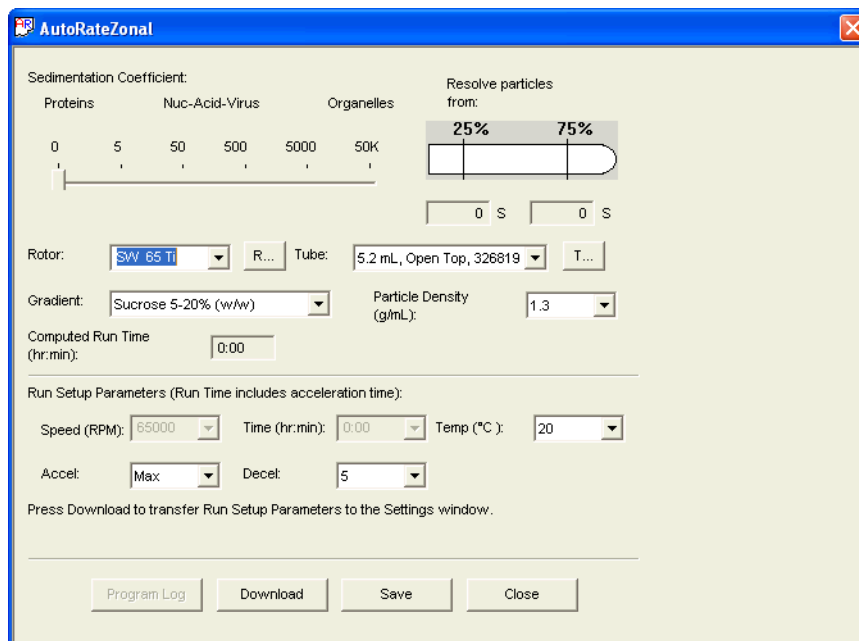 AutoRateZonal
Sedimentation Coefficient:
Proteins Nuc-Acid-Virus Organelles
0 5 50 500 5000 50K
Resolve particles
from:
25% 75%
0 S 0 S
Rotor: SW 65 Ti R... Tube: 5.2 mL, Open Top, 326819 T...
Gradient: Sucrose 5-20% (w/w) Particle Density
(g/mL): 1.3
Computed Run Time
(hr:min): 0:00
Run Setup Parameters (Run Time includes acceleration time):
Speed (RPM): 65000 Time (hr:min): 0:00 Temp (°C ): 20
Accel: Max Decel: 5
Press Download to transfer Run Setup Parameters to the Settings window.
Program Log Download Save Close